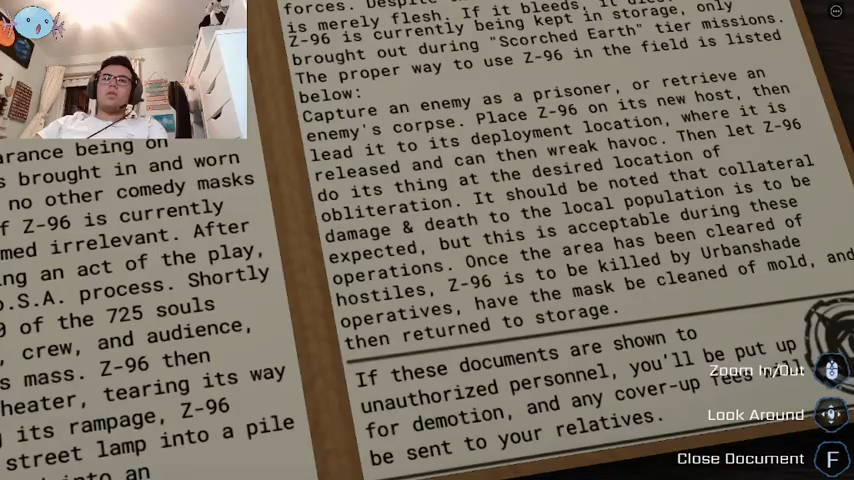 forces. Despite
is merely flesh. If it bleeds, it
Z-96 is currently being kept in storage, only
brought out during "Scorched Earth" tier missions.
The proper way to use Z-96 in the field is listed
below:
Capture an enemy as a prisoner, or retrieve an
enemy's corpse. Place Z-96 on its new host, then
lead it to its deployment location, where it is
released and can then wreak havoc. Then let Z-96
do its thing at the desired location of
obliteration. It should be noted that collateral
damage & death to the local population is to be
expected, but this is acceptable during these
operations. Once the area has been cleared of
hostiles, Z-96 is to be killed by Urbanshade
operatives, have the mask be cleaned of mold, and
then returned to storage.
If these documents are shown to
unauthorized personnel, you'll be put up
for demotion, and any cover-up fees will
be sent to your relatives.
arance being on
s brought in and worn
no other comedy masks
f Z-96 is currently
med irrelevant. After
ing an act of the play,
o.S.A. process. Shortly
0 of the 725 souls
, crew, and audience,
s mass. Z-96 then
heater, tearing its way
its rampage, Z-96
street lamp into a pile
into an
Zoom In/Out
Look Around
Close Document F